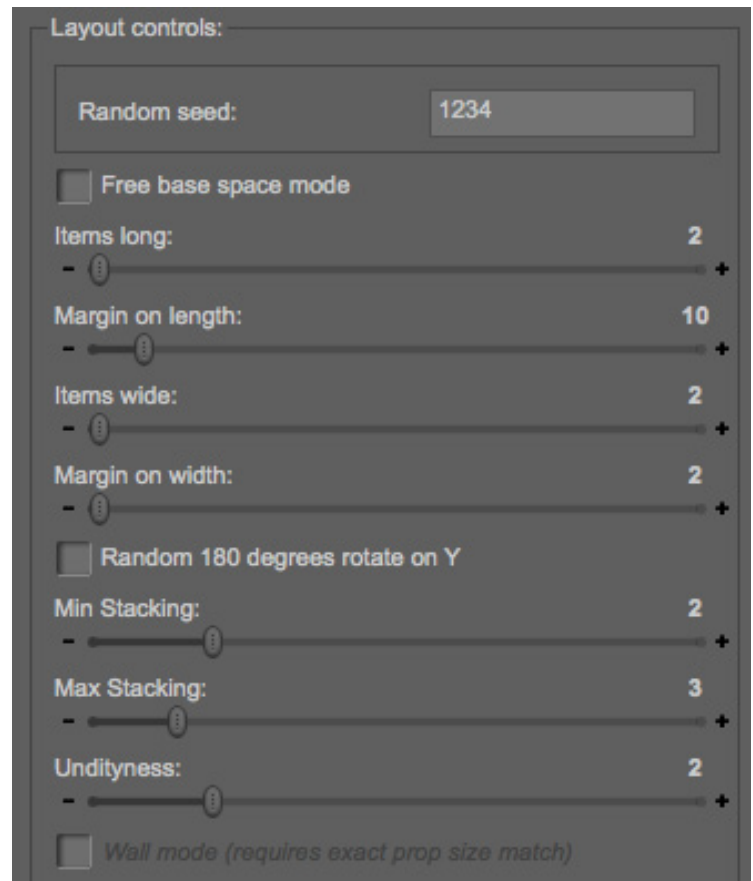 Layout controls:
Random seed: 1234
Free base space mode
Items long: 2
- +
Margin on length: 10
- +
Items wide: 2
- +
Margin on width: 2
- +
Random 180 degrees rotate on Y
Min Stacking: 2
- +
Max Stacking: 3
- +
Undityness: 2
- +
Wall mode (requires exact prop size match)